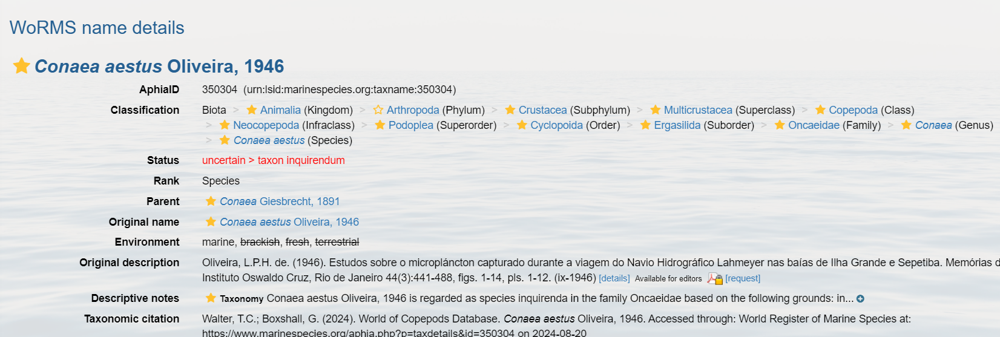 WoRMS name details
Conaea aestus Oliveira, 1946
AphiaID 350304 (urn:lsid:marinespecies.org:taxname:350304)
Classification Biota > Animalia (Kingdom) > Arthropoda (Phylum) > Crustacea (Subphylum) > Multicrustacea (Superclass) > Copepoda (Class)
> Neocopepoda (Infraclass) > Podoplea (Superorder) > Cyclopoida (Order) > Ergasilida (Suborder) > Oncaeidae (Family) > Conaea (Genus)
> Conaea aestus (Species)
Status uncertain > taxon inquirendum
Rank Species
Parent Conaea Giesbrecht, 1891
Original name Conaea aestus Oliveira, 1946
Environment marine, brackish, fresh, terrestrial
Original description Oliveira, L.P.H. de. (1946). Estudos sobre o micropláncton capturado durante a viagem do Navio Hidrográfico Lahmeyer nas baías de Ilha Grande e Sepetiba. Memórias d
Instituto Oswaldo Cruz, Rio de Janeiro 44(3):441-488, figs. 1-14, pls. 1-12. (ix-1946) [details] Available for editors [request]
Descriptive notes Taxonomy Conaea aestus Oliveira, 1946 is regarded as species inquirenda in the family Oncaeidae based on the following grounds: in...
Taxonomic citation Walter, T.C.; Boxshall, G. (2024). World of Copepods Database. Conaea aestus Oliveira, 1946. Accessed through: World Register of Marine Species at:
https://www.marinespecies.org/aphia.php?p=taxdetails&id=350304 on 2024-08-20